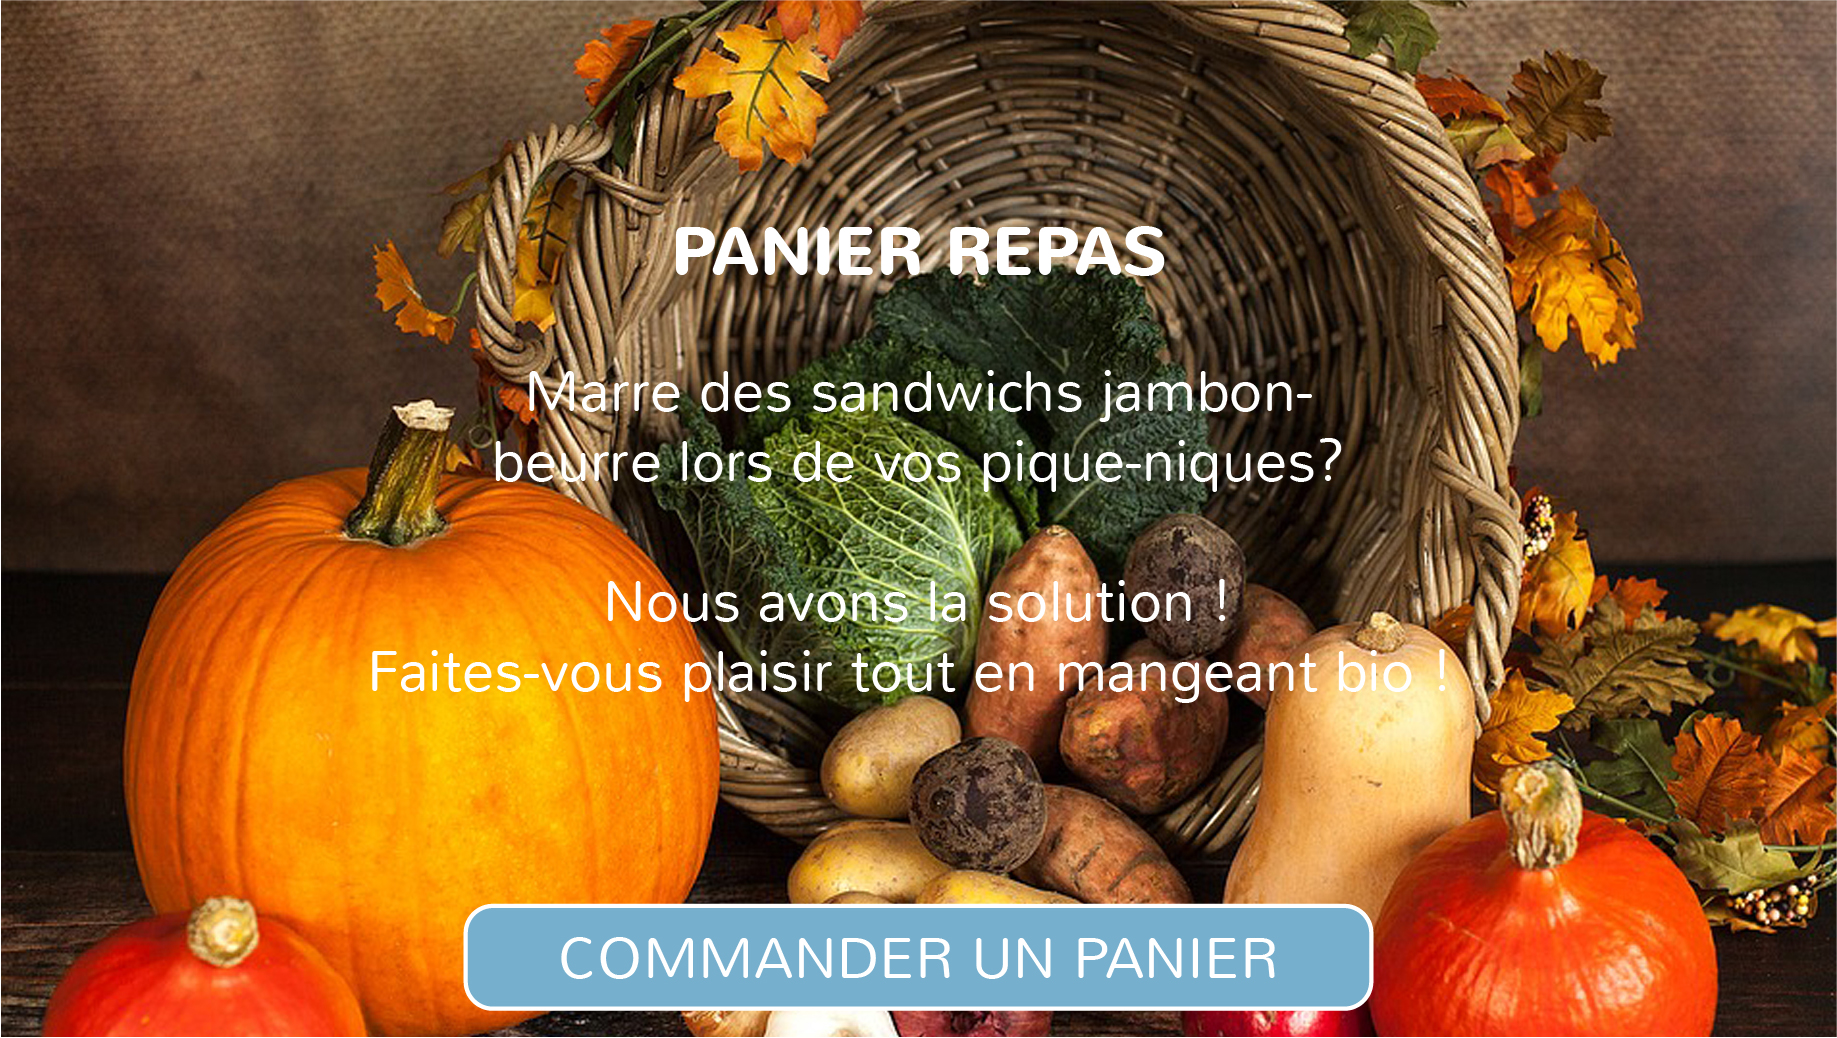 PANIER REPAS
Marre des sandwichs jambon-
beurre lors de vos pique-niques?
Nous avons la solution !
Faites-vous plaisir tout en mangeant bio !
COMMANDER UN PANIER